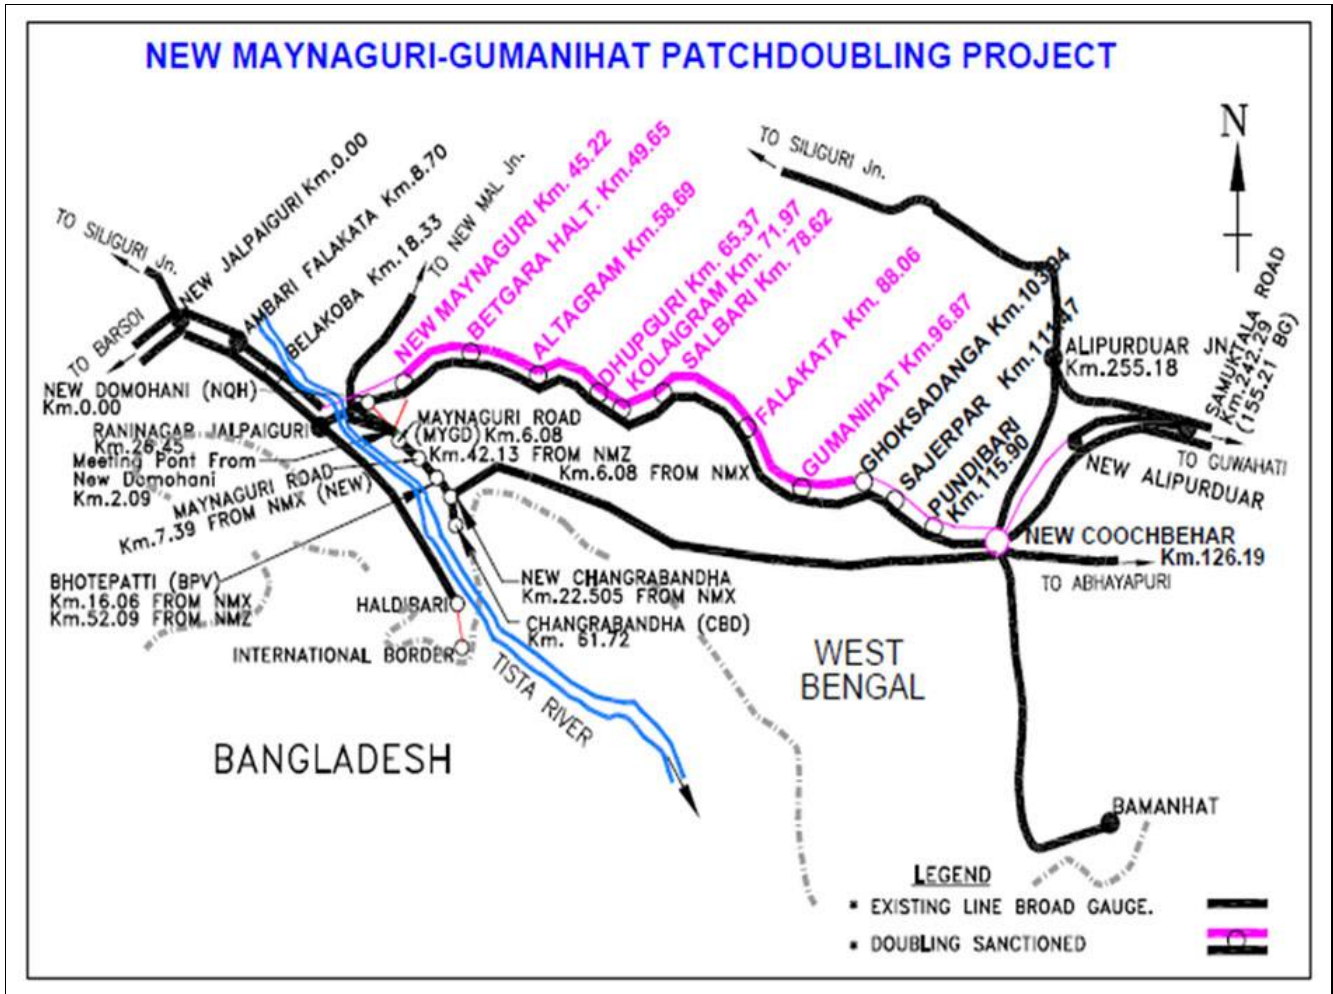 NEW MAYNAGURI-GUMANIHAT PATCHDOUBLING PROJECT
N
TO SILIGURI Jn.
NEW JALPAIGURI Km.0.00
AMBARI FALAKATA Km.8.70
BELAKOBA Km.18.33
TO NEW MAL Jn.
NEW MAYNAGURI Km. 45.22
BETGARA HALT. Km.49.65
ALTAGRAM Km.58.69
DHUPGURI Km. 65.37
KOLAIGRAM Km. 71.97
SALBARI Km. 78.62
FALAKATA Km. 88.06
GUMANIHAT Km.96.87
GHOKSADANGA Km.103.94
SAJERPAR Km.111.47
PUNDIBARI
Km.115.90
TO SILIGURI Jn.
ALIPURDUAR JN.
Km.255.18
SAMUKTALA ROAD
Km.242.29
(155.21 BG)
TO GUWAHATI
NEW ALIPURDUAR
NEW COOCHBEHAR
Km.126.19
TO ABHAYAPURI
TO BARSOI
NEW DOMOHANI (NQH)
Km.0.00
RANINAGAR JALPAIGURI
Km.26.45
Meeting Pont From
New Domohani
Km.2.09
MAYNAGURI ROAD
(MYGD)Km.6.08
Km.42.13 FROM NMZ
Km.6.08 FROM NMX
MAYNAGURI ROAD
Km.7.39 FROM NMX (NEW)
BHOTEPATTI (BPV)
Km.16.06 FROM NMX
Km.52.09 FROM NMZ
NEW CHANGRABANDHA
Km.22.505 FROM NMX
CHANGRABANDHA (CBD)
Km. 61.72
HALDIBARI
INTERNATIONAL BORDER
TISTA RIVER
WEST
BENGAL
BANGLADESH
BAMANHAT
LEGEND
* EXISTING LINE BROAD GAUGE.
* DOUBLING SANCTIONED